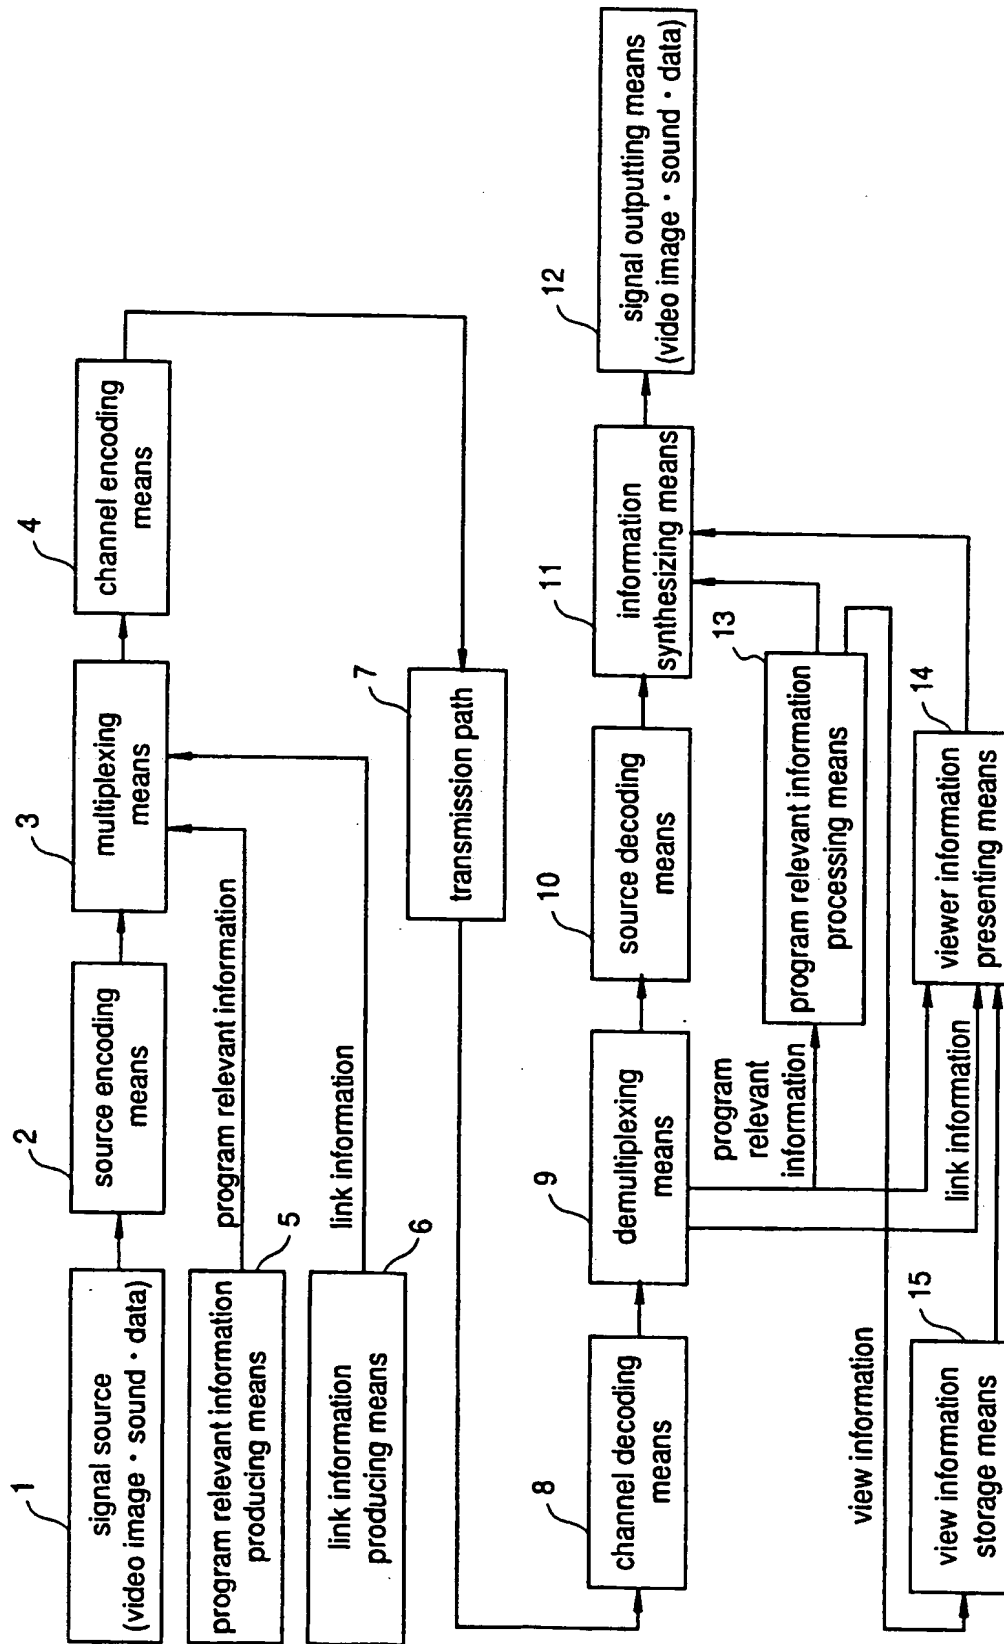 1
signal source
(video image・sound・data)
2
source encoding
means
3
multiplexing
means
4
channel encoding
means
program relevant information
5
program relevant information
producing means
link information
6
link information
producing means
7
transmission path
8
channel decoding
means
9
demultiplexing
means
10
source decoding
means
11
information
synthesizing means
12
signal outputting means
(video image・sound・data)
program
relevant
information
13
program relevant information
processing means
link information
14
viewer information
presenting means
view information
15
view information
storage means